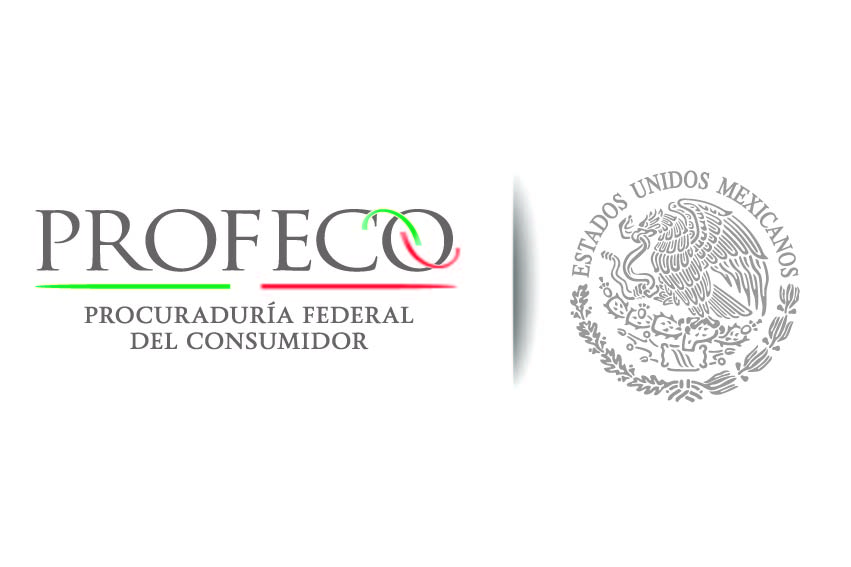 PROFECO
PROCURADURÍA FEDERAL
DEL CONSUMIDOR
ESTADOS UNIDOS MEXICANOS